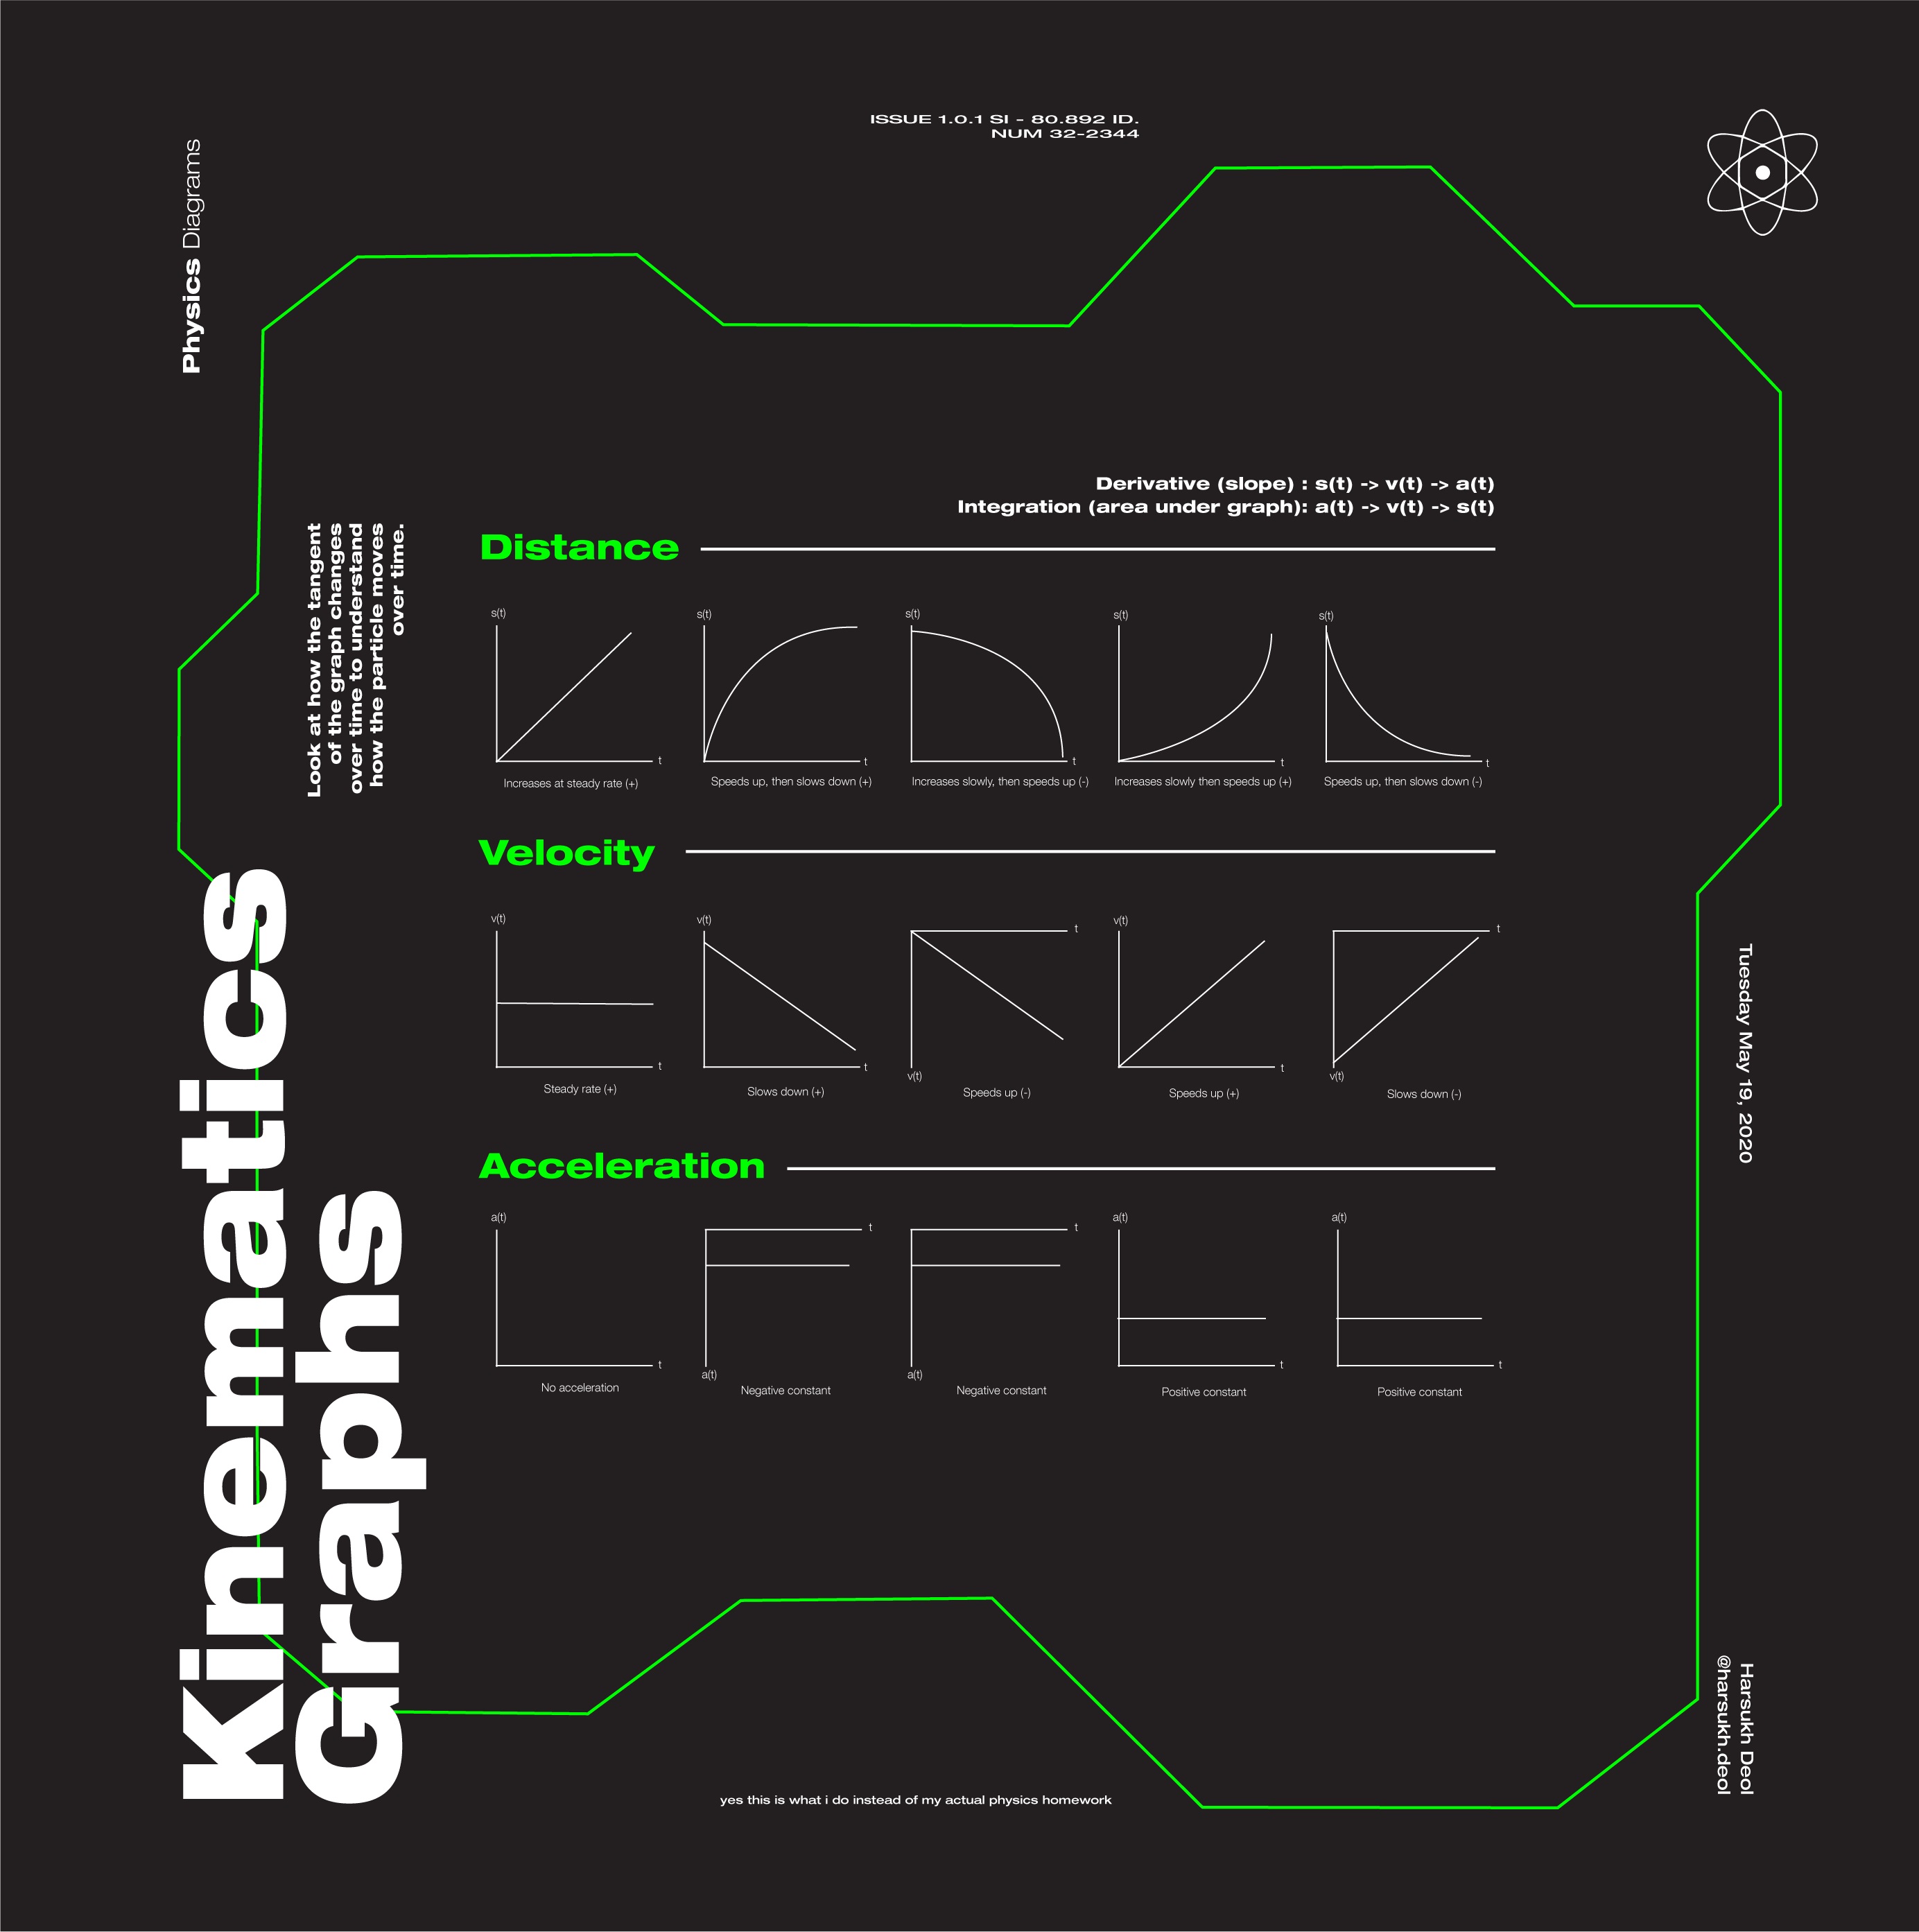 ISSUE 1.0.1 SI - 80.892 ID.
NUM 32-2344
Physics Diagrams
Derivative (slope) : s(t) -> v(t) -> a(t)
Integration (area under graph): a(t) -> v(t) -> s(t)
Look at how the tangent
of the graph changes
over time to understand
how the particle moves
over time.
Kinematics
Graphs
Distance
s(t)
t
Increases at steady rate (+)
s(t)
t
Speeds up, then slows down (+)
s(t)
t
Increases slowly, then speeds up (-)
s(t)
t
Increases slowly then speeds up (+)
s(t)
t
Speeds up, then slows down (-)
Velocity
v(t)
t
Steady rate (+)
v(t)
t
Slows down (+)
t
v(t)
Speeds up (-)
v(t)
t
Speeds up (+)
t
v(t)
Slows down (-)
Acceleration
a(t)
t
No acceleration
t
a(t)
Negative constant
t
a(t)
Negative constant
a(t)
t
Positive constant
a(t)
t
Positive constant
Tuesday May 19, 2020
Harsukh Deol
@harsukh.deol
yes this is what i do instead of my actual physics homework